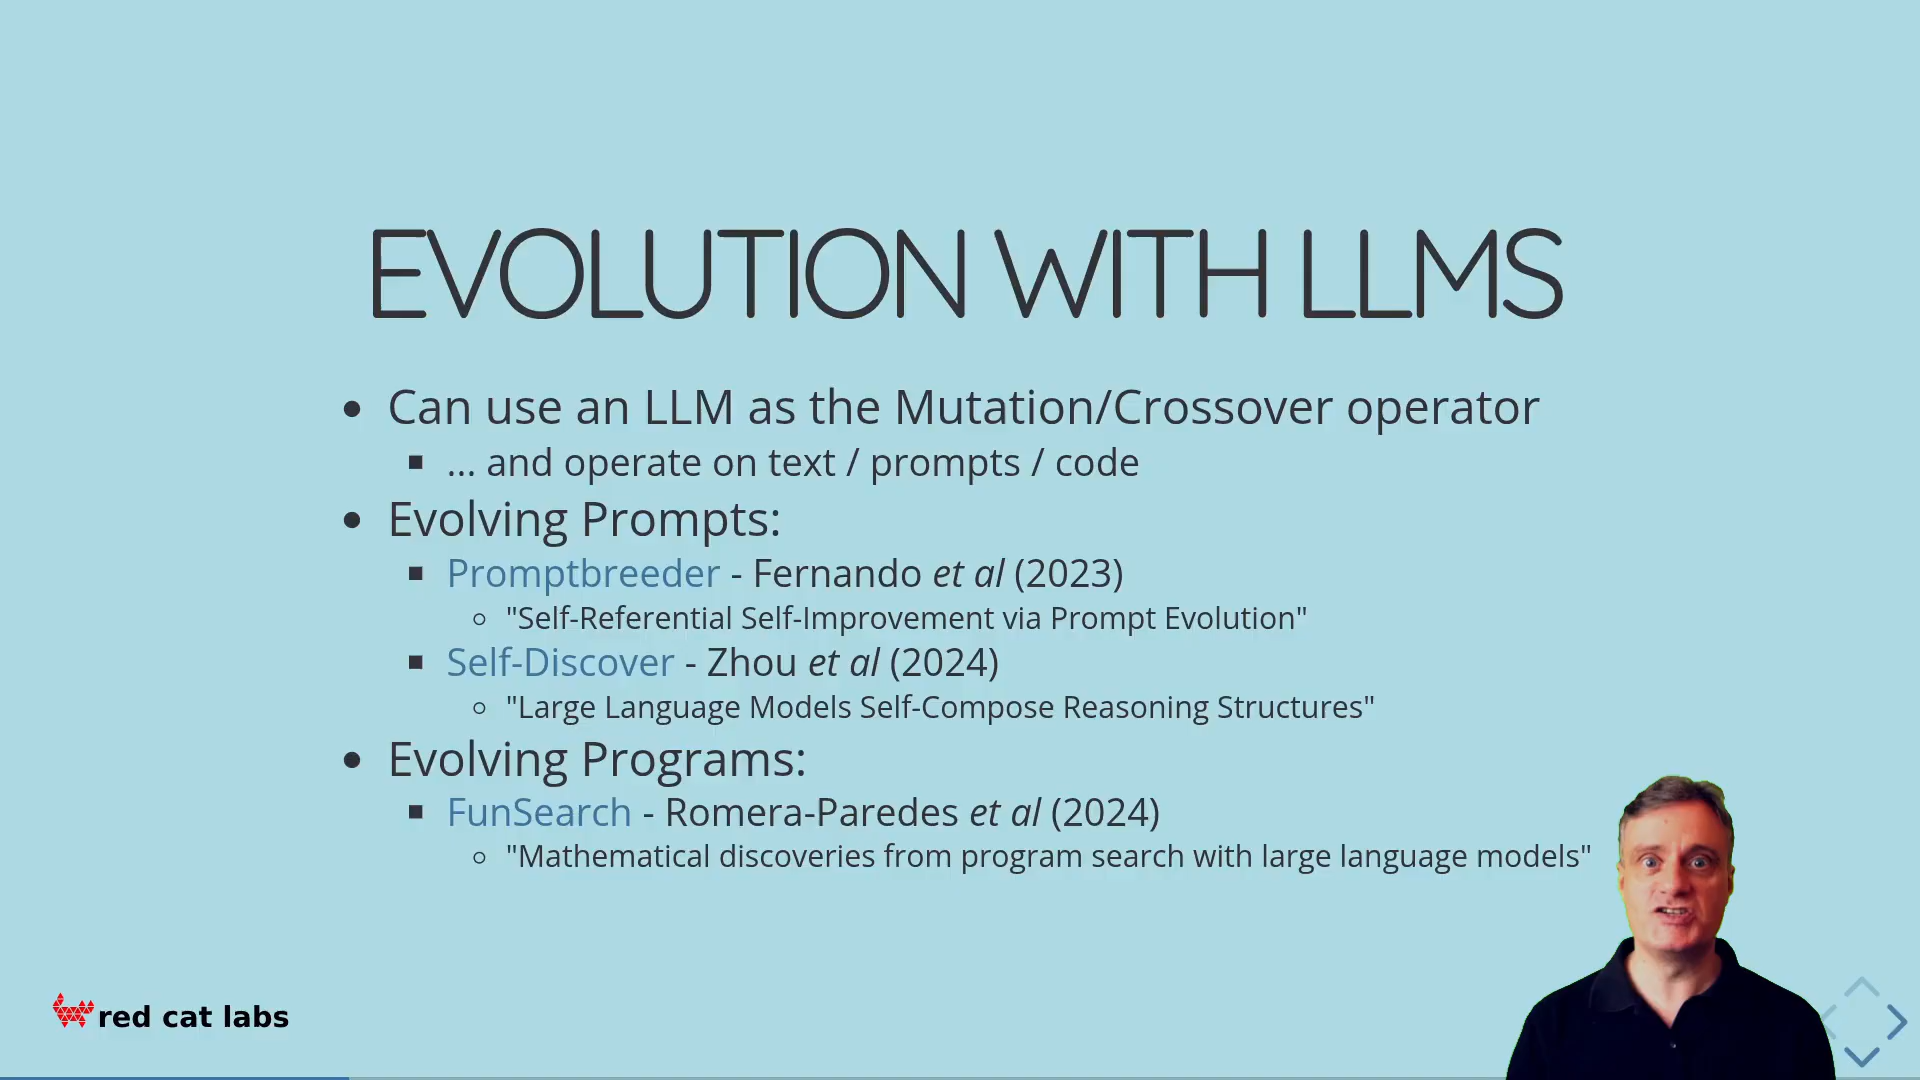 EVOLUTION WITH LLMS
Can use an LLM as the Mutation/Crossover operator
... and operate on text / prompts / code
Evolving Prompts:
Promptbreeder - Fernando et al (2023)
"Self-Referential Self-Improvement via Prompt Evolution"
Self-Discover - Zhou et al (2024)
"Large Language Models Self-Compose Reasoning Structures"
Evolving Programs:
FunSearch - Romera-Paredes et al (2024)
"Mathematical discoveries from program search with large language models"
red cat labs